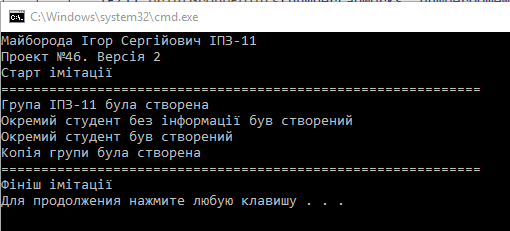 C:\Windows\system32\cmd.exe
Майборода Ігор Сергійович ІПЗ-11
Проект №46. Версія 2
Старт імітації
============================================================
Група ІПЗ-11 була створена
Окремий студент без інформації був створений
Окремий студент був створений
Копія групи була створена
============================================================
Фініш імітації
Для продолжения нажмите любую клавишу . . .